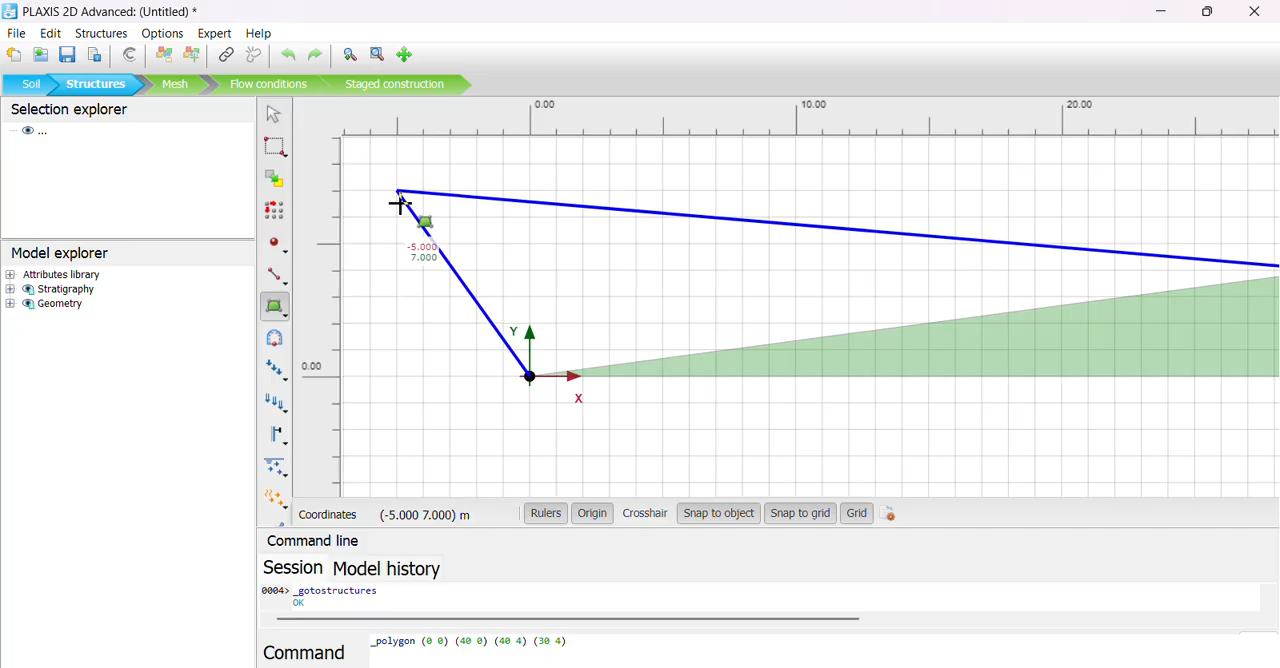 PLAXIS 2D Advanced: (Untitled) *
File Edit Structures Options Expert Help
Soil Structures Mesh Flow conditions Staged construction
Selection explorer
...
Model explorer
Attributes library
Stratigraphy
Geometry
0.00 10.00 20.00
-5.000
7.000
Y
0.00
X
Coordinates (-5.000 7.000) m Rulers Origin Crosshair Snap to object Snap to grid Grid
Command line
Session Model history
0004> _gotostructures
OK
Command _polygon (0 0) (40 0) (40 4) (30 4)